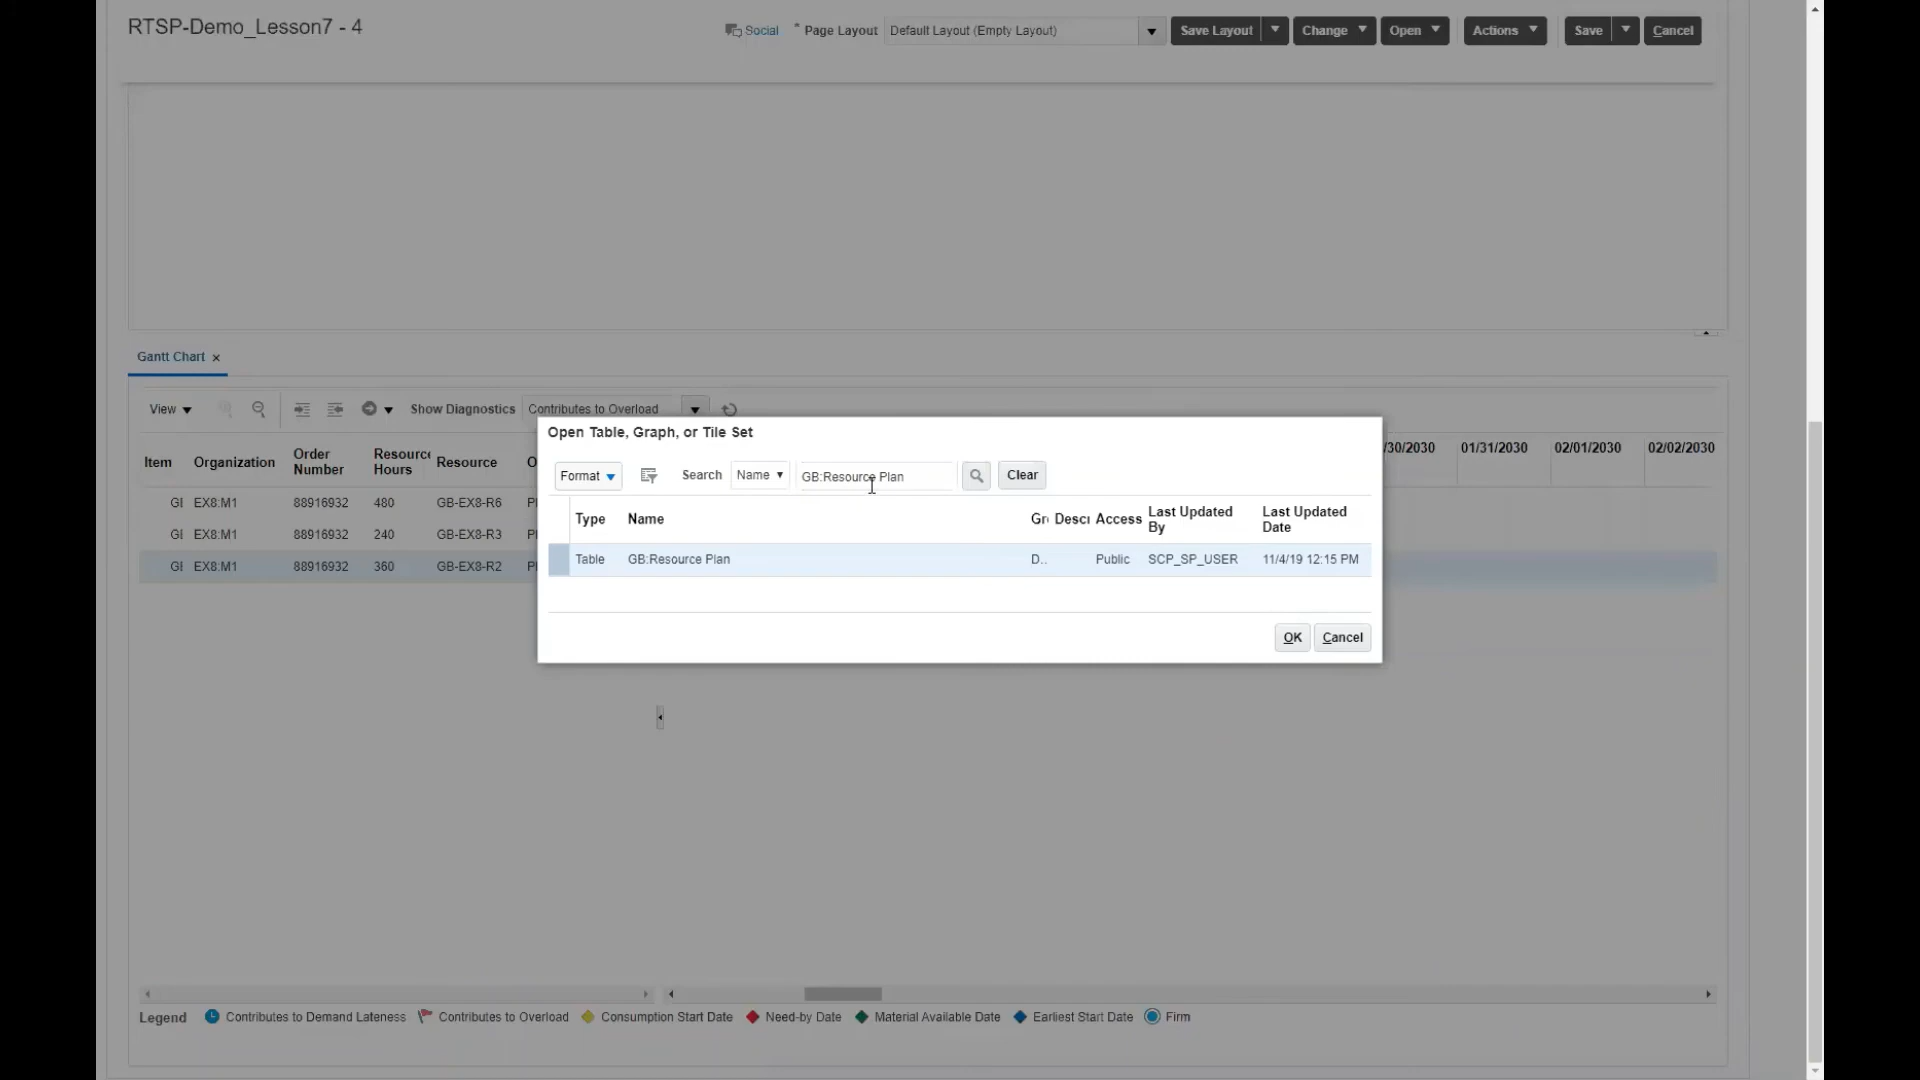 RTSP-Demo_Lesson7 - 4
Social * Page Layout Default Layout (Empty Layout) Save Layout Change Open Actions Save Cancel
Gantt Chart ×
View Show Diagnostics Contributes to Overload
Open Table, Graph, or Tile Set
Format Search Name GB:Resource Plan Clear
Type Name Gr Descr Access Last Updated By Last Updated Date
Table GB:Resource Plan D.. Public SCP_SP_USER 11/4/19 12:15 PM
OK Cancel
Item Organization Order Number Resource Hours Resource O /30/2030 01/31/2030 02/01/2030 02/02/2030
GI EX8:M1 88916932 480 GB-EX8-R6 Pl
GI EX8:M1 88916932 240 GB-EX8-R3 Pl
GI EX8:M1 88916932 360 GB-EX8-R2 Pl
Legend Contributes to Demand Lateness Contributes to Overload Consumption Start Date Need-by Date Material Available Date Earliest Start Date Firm